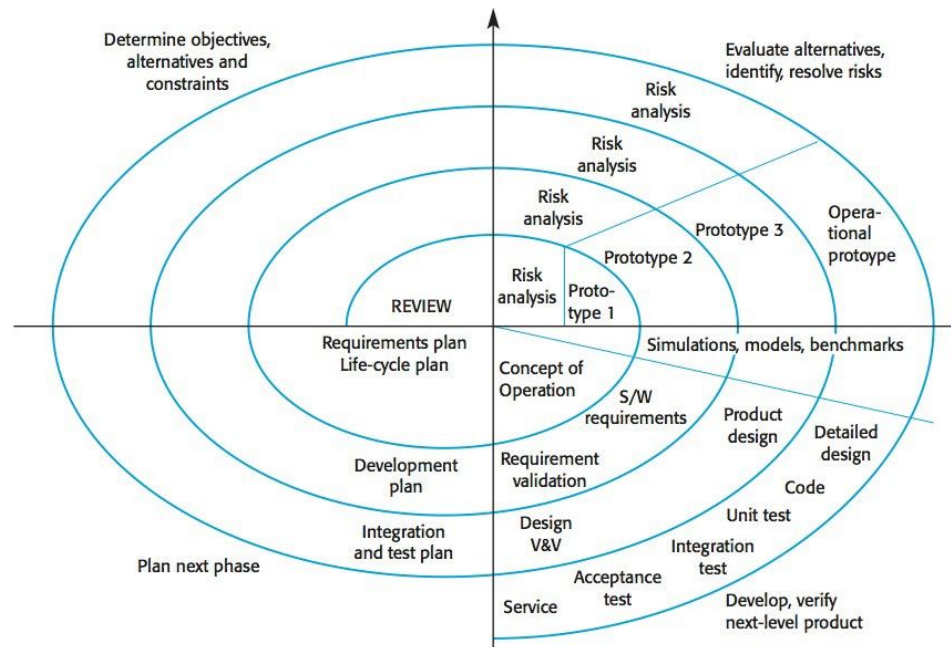 Determine objectives,
alternatives and
constraints
Evaluate alternatives,
identify, resolve risks
Risk
analysis
Risk
analysis
Risk
analysis
Risk
analysis
Proto-
type 1
Prototype 2
Prototype 3
Opera-
tional
protoype
REVIEW
Requirements plan
Life-cycle plan
Simulations, models, benchmarks
Concept of
Operation
S/W
requirements
Product
design
Detailed
design
Development
plan
Requirement
validation
Code
Unit test
Integration
and test plan
Design
V&V
Integration
test
Plan next phase
Acceptance
test
Service
Develop, verify
next-level product